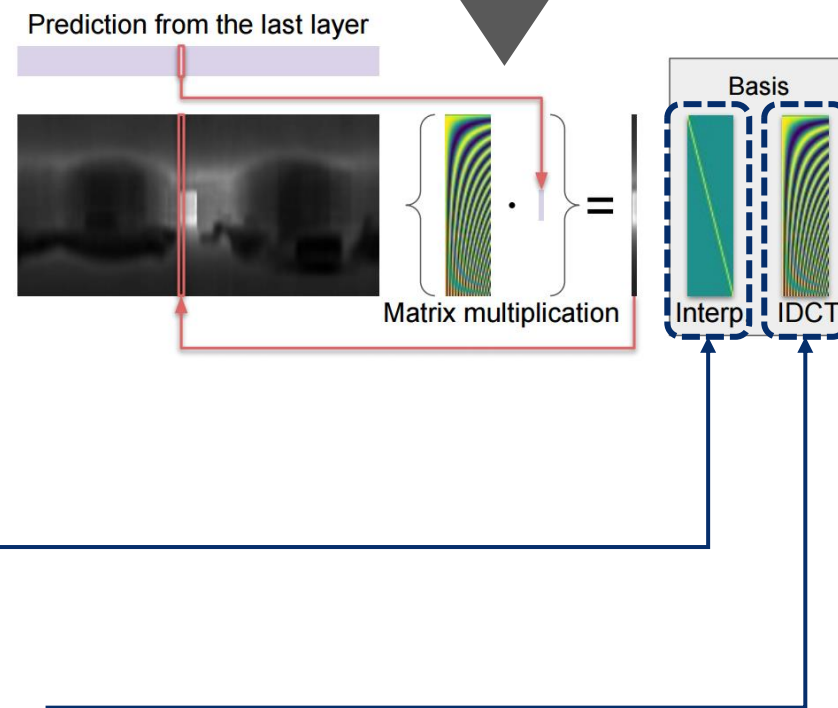 Prediction from the last layer
Basis
·
=
Matrix multiplication
Interp.
IDCT